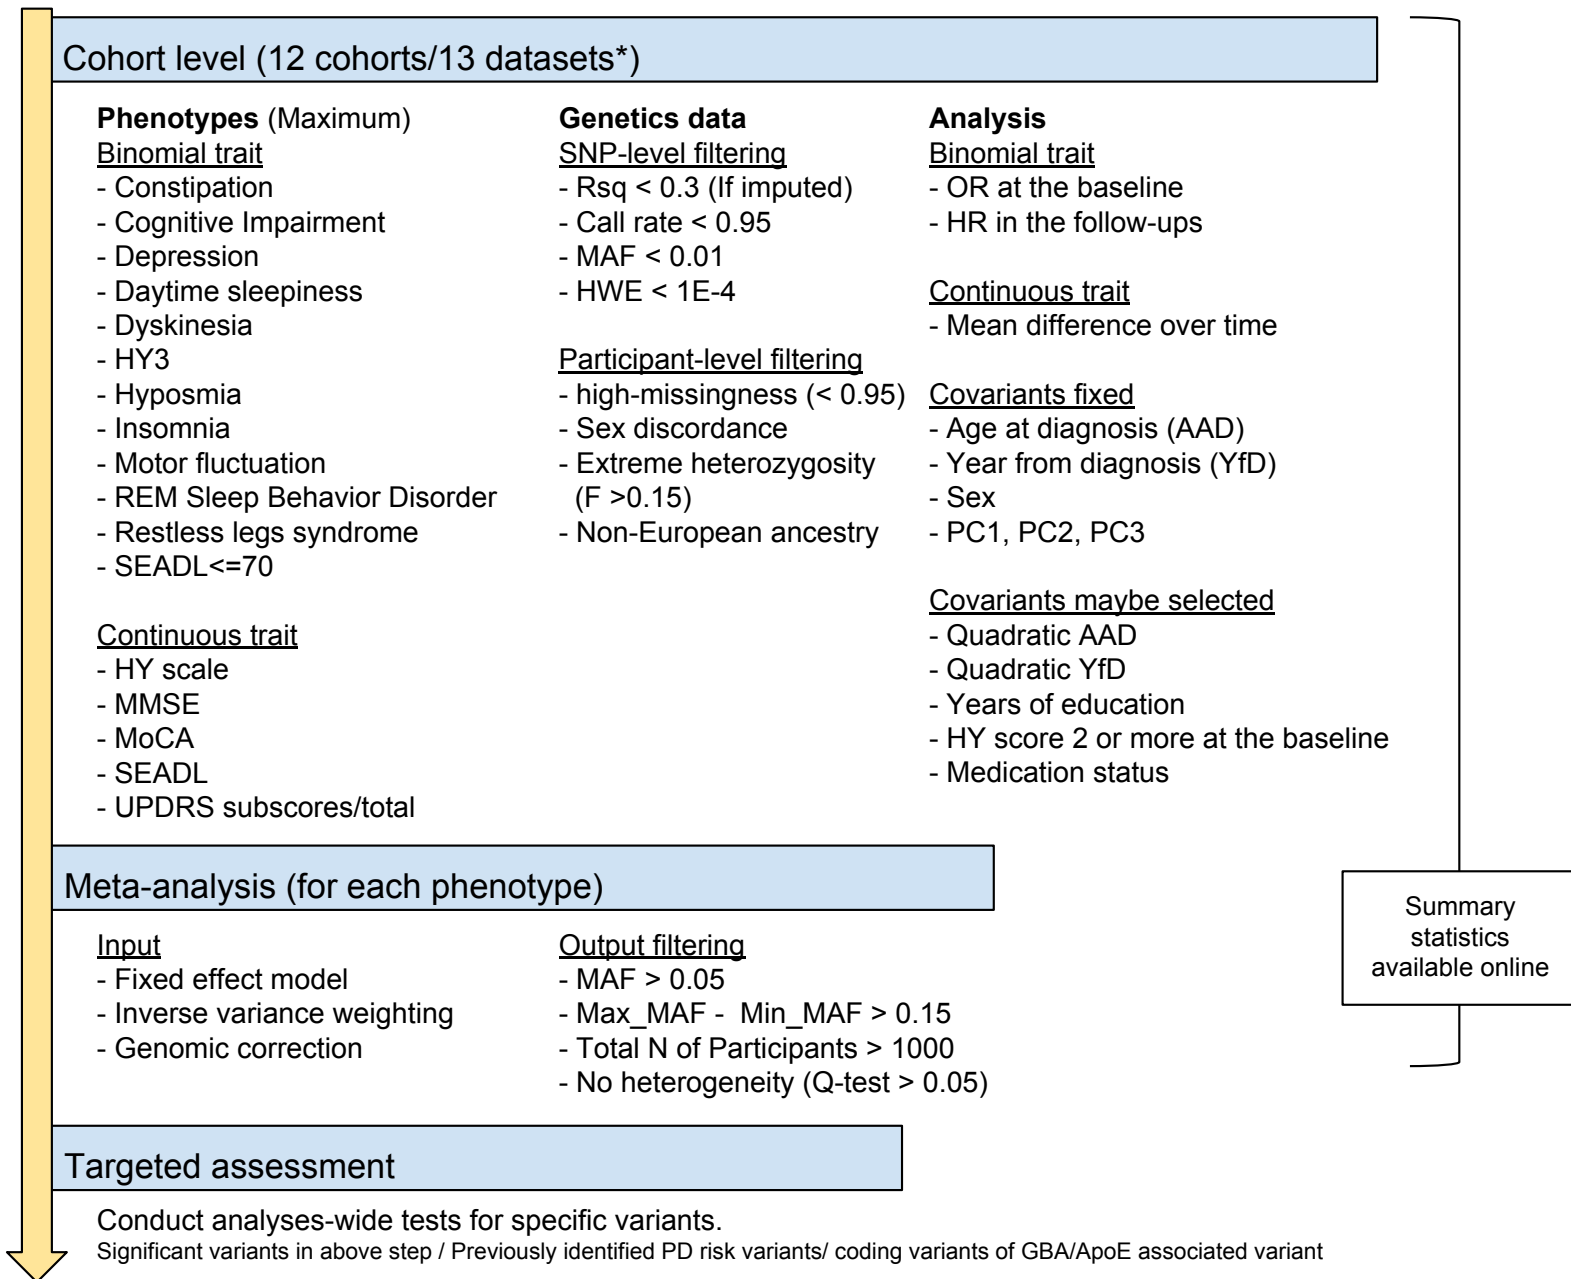 Cohort level (12 cohorts/13 datasets*)
Phenotypes (Maximum)
Binomial trait
- Constipation
- Cognitive Impairment
- Depression
- Daytime sleepiness
- Dyskinesia
- HY3
- Hyposmia
- Insomnia
- Motor fluctuation
- REM Sleep Behavior Disorder
- Restless legs syndrome
- SEADL<=70
Continuous trait
- HY scale
- MMSE
- MoCA
- SEADL
- UPDRS subscores/total
Genetics data
SNP-level filtering
- Rsq < 0.3 (If imputed)
- Call rate < 0.95
- MAF < 0.01
- HWE < 1E-4
Participant-level filtering
- high-missingness (< 0.95)
- Sex discordance
- Extreme heterozygosity
(F >0.15)
- Non-European ancestry
Analysis
Binomial trait
- OR at the baseline
- HR in the follow-ups
Continuous trait
- Mean difference over time
Covariants fixed
- Age at diagnosis (AAD)
- Year from diagnosis (YfD)
- Sex
- PC1, PC2, PC3
Covariants maybe selected
- Quadratic AAD
- Quadratic YfD
- Years of education
- HY score 2 or more at the baseline
- Medication status
Meta-analysis (for each phenotype)
Input
- Fixed effect model
- Inverse variance weighting
- Genomic correction
Output filtering
- MAF > 0.05
- Max_MAF - Min_MAF > 0.15
- Total N of Participants > 1000
- No heterogeneity (Q-test > 0.05)
Summary
statistics
available online
Targeted assessment
Conduct analyses-wide tests for specific variants.
Significant variants in above step / Previously identified PD risk variants/ coding variants of GBA/ApoE associated variant